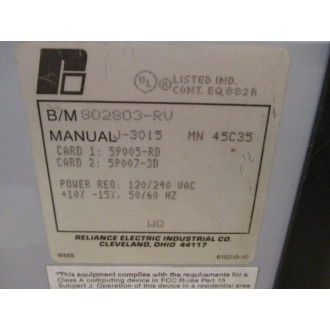 UL LISTED IND.
CONT. EQ.882R
B/M 802803-RV
MANUAL J-3015 MN 45C35
CARD 1: 59005-RD
CARD 2: 59007-3D
POWER REQ: 120/240 VAC
+10% -15%, 50/60 HZ
WO
RELIANCE ELECTRIC INDUSTRIAL CO.
CLEVELAND, OHIO 44117
WMS
"This equipment complies with the requirements for a
Class A computing device in FCC Rules Part 15
Subpart J. Operation of this device in a residential area